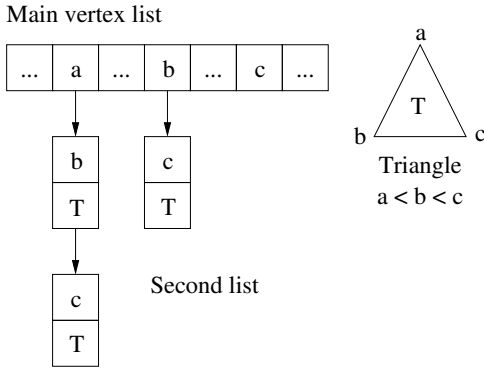 Main vertex list
... a ... b ... c ...
a
b c
T T
T
b c
Triangle
a < b < c
c
T
Second list